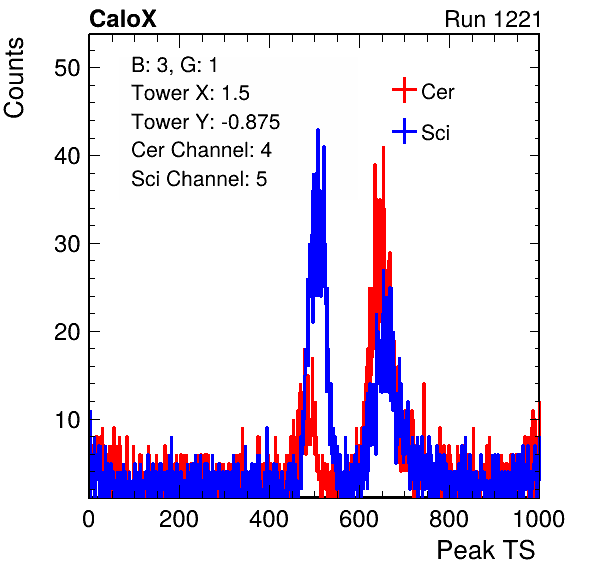 CaloX Run 1221
Counts
50
40
30
20
10
B: 3, G: 1
Tower X: 1.5
Tower Y: -0.875
Cer Channel: 4
Sci Channel: 5
Cer
Sci
0 200 400 600 800 1000
Peak TS